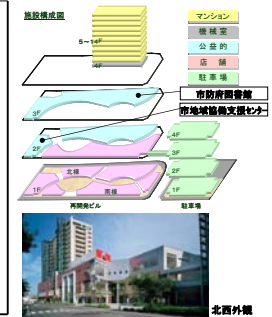 施設構成図
マンション
機械室
公益的
店舗
駐車場
5～14F
4F
市防府図書館
市地域協働支援センター
3F
2F
1F
北棟
南棟
4F
3F
2F
1F
再開発ビル
駐車場
北西外観